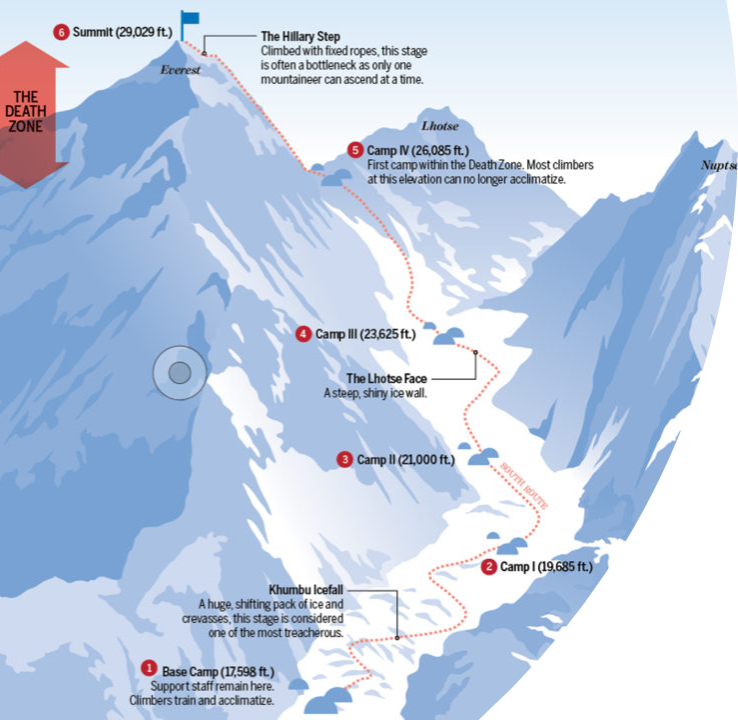 6 Summit (29,029 ft.)
The Hillary Step
Climbed with fixed ropes, this stage
is often a bottleneck as only one
mountaineer can ascend at a time.
Everest
THE
DEATH
ZONE
Lhotse
5 Camp IV (26,085 ft.)
First camp within the Death Zone. Most climbers
at this elevation can no longer acclimatize.
Nuptse
4 Camp III (23,625 ft.)
The Lhotse Face
A steep, shiny ice wall.
3 Camp II (21,000 ft.)
SOUTH ROUTE
2 Camp I (19,685 ft.)
Khumbu Icefall
A huge, shifting pack of ice and
crevasses, this stage is considered
one of the most treacherous.
1 Base Camp (17,598 ft.)
Support staff remain here.
Climbers train and acclimatize.